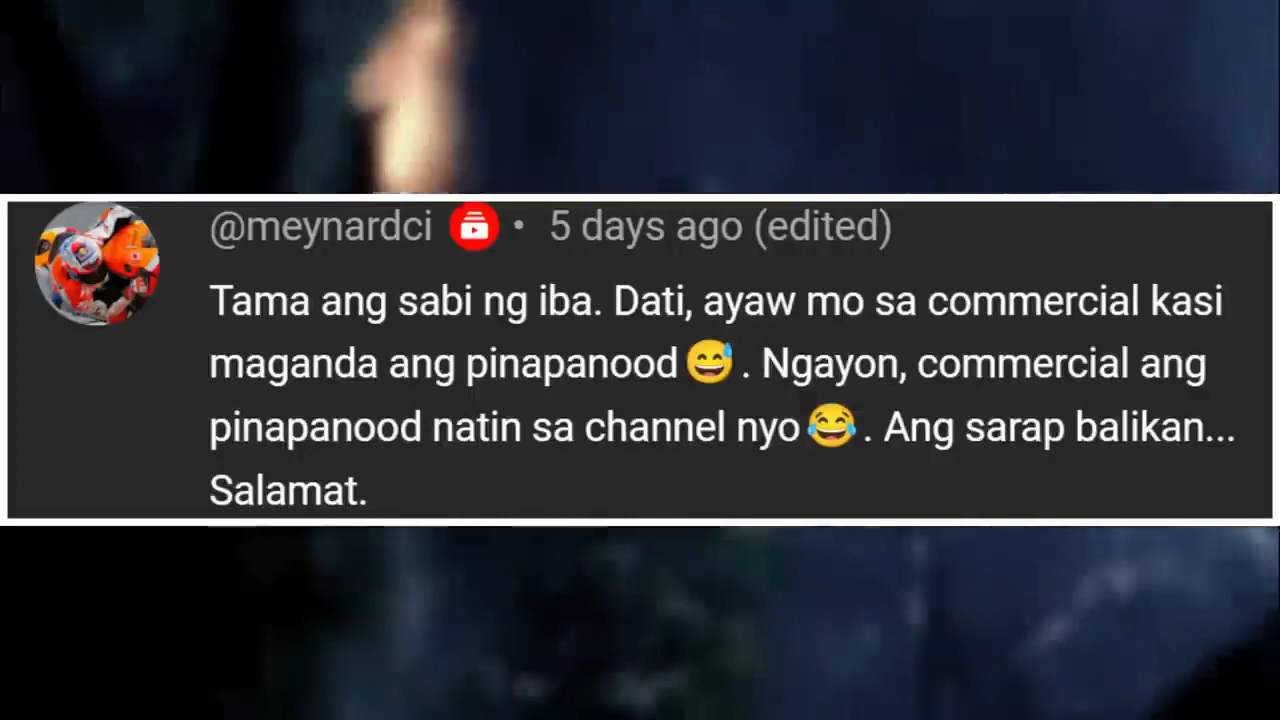 @meynardci • 5 days ago (edited)
Tama ang sabi ng iba. Dati, ayaw mo sa commercial kasi
maganda ang pinapanood😅. Ngayon, commercial ang
pinapanood natin sa channel nyo😂. Ang sarap balikan...
Salamat.